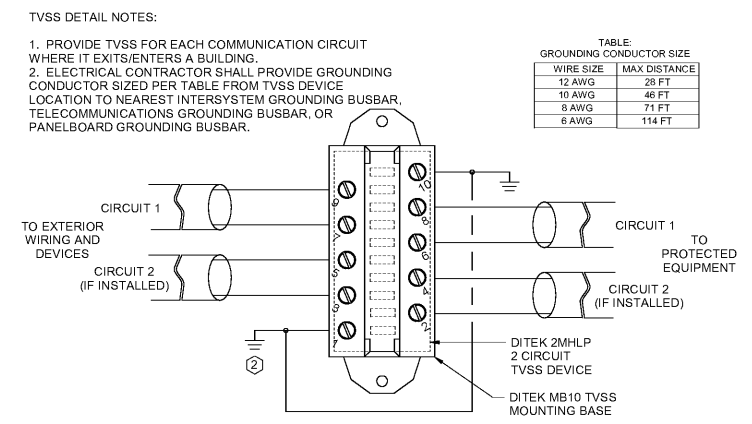 TVSS DETAIL NOTES:
1. PROVIDE TVSS FOR EACH COMMUNICATION CIRCUIT
WHERE IT EXITS/ENTERS A BUILDING.
2. ELECTRICAL CONTRACTOR SHALL PROVIDE GROUNDING
CONDUCTOR SIZED PER TABLE FROM TVSS DEVICE
LOCATION TO NEAREST INTERSYSTEM GROUNDING BUSBAR,
TELECOMMUNICATIONS GROUNDING BUSBAR, OR
PANELBOARD GROUNDING BUSBAR.
TABLE:
GROUNDING CONDUCTOR SIZE
WIRE SIZE MAX DISTANCE
12 AWG 28 FT
10 AWG 46 FT
8 AWG 71 FT
6 AWG 114 FT
CIRCUIT 1
TO EXTERIOR
WIRING AND
DEVICES
CIRCUIT 2
(IF INSTALLED)
2
9
7
5
3
1
10
8
6
4
2
CIRCUIT 1
TO
PROTECTED
EQUIPMENT
CIRCUIT 2
(IF INSTALLED)
DITEK 2MHLP
2 CIRCUIT
TVSS DEVICE
DITEK MB10 TVSS
MOUNTING BASE